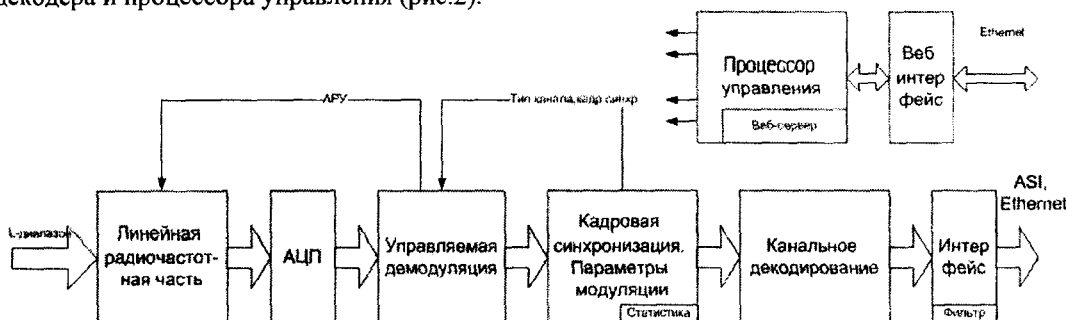 декодера и процессора управления (рис.2).
Ethernet
Процессор
управления
Веб
интер
фейс
Веб-сервер
АРУ
Тип канала, кадр синхр
ASI,
Ethernet
L-диапазон
Линейная
радиочастот-
ная часть
АЦП
Управляемая
демодуляция
Кадровая
синхронизация.
Параметры
модуляции
Статистика
Канальное
декодирование
Интер
фейс
Фильтр